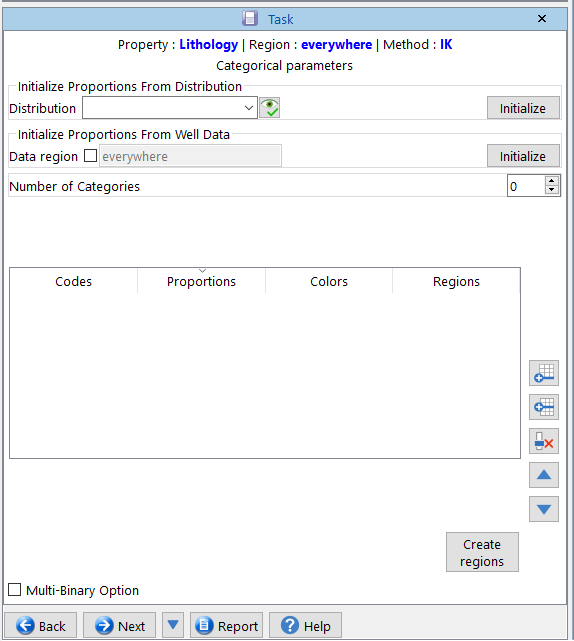 Task
Property : Lithology | Region : everywhere | Method : IK
Categorical parameters
Initialize Proportions From Distribution
Distribution Initialize
Initialize Proportions From Well Data
Data region everywhere Initialize
Number of Categories 0
Codes Proportions Colors Regions
Create
regions
Multi-Binary Option
Back Next Report Help